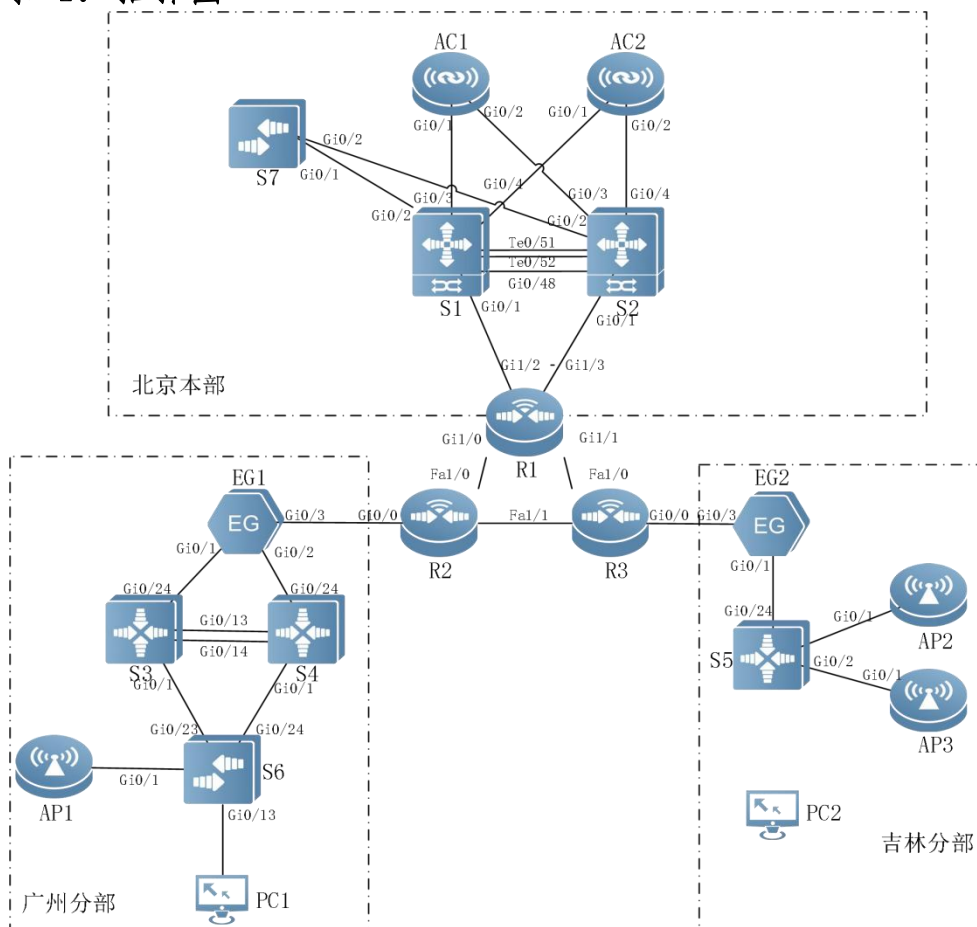 AC1
AC2
Gi0/2
Gi0/1
Gi0/1
Gi0/2
Gi0/2
Gi0/1
S7
Gi0/4
Gi0/3
Gi0/3
Gi0/4
Gi0/2
Gi0/2
Te0/51
Te0/52
Gi0/48
S1
S2
Gi0/1
Gi0/1
Gi1/2 - Gi1/3
北京本部
Gi1/0
Gi1/1
R1
EG1
Fa1/0
Fa1/0
EG2
EG
Gi0/3
Gi0/0
Fa1/1
Gi0/0
Gi0/3
EG
Gi0/1
Gi0/2
R2
R3
Gi0/1
Gi0/24
Gi0/24
Gi0/24
Gi0/13
Gi0/14
Gi0/1
AP2
S3
S4
S5
Gi0/2
Gi0/1
Gi0/1
Gi0/1
Gi0/23
Gi0/24
AP3
S6
Gi0/1
AP1
Gi0/13
PC2
吉林分部
PC1
广州分部